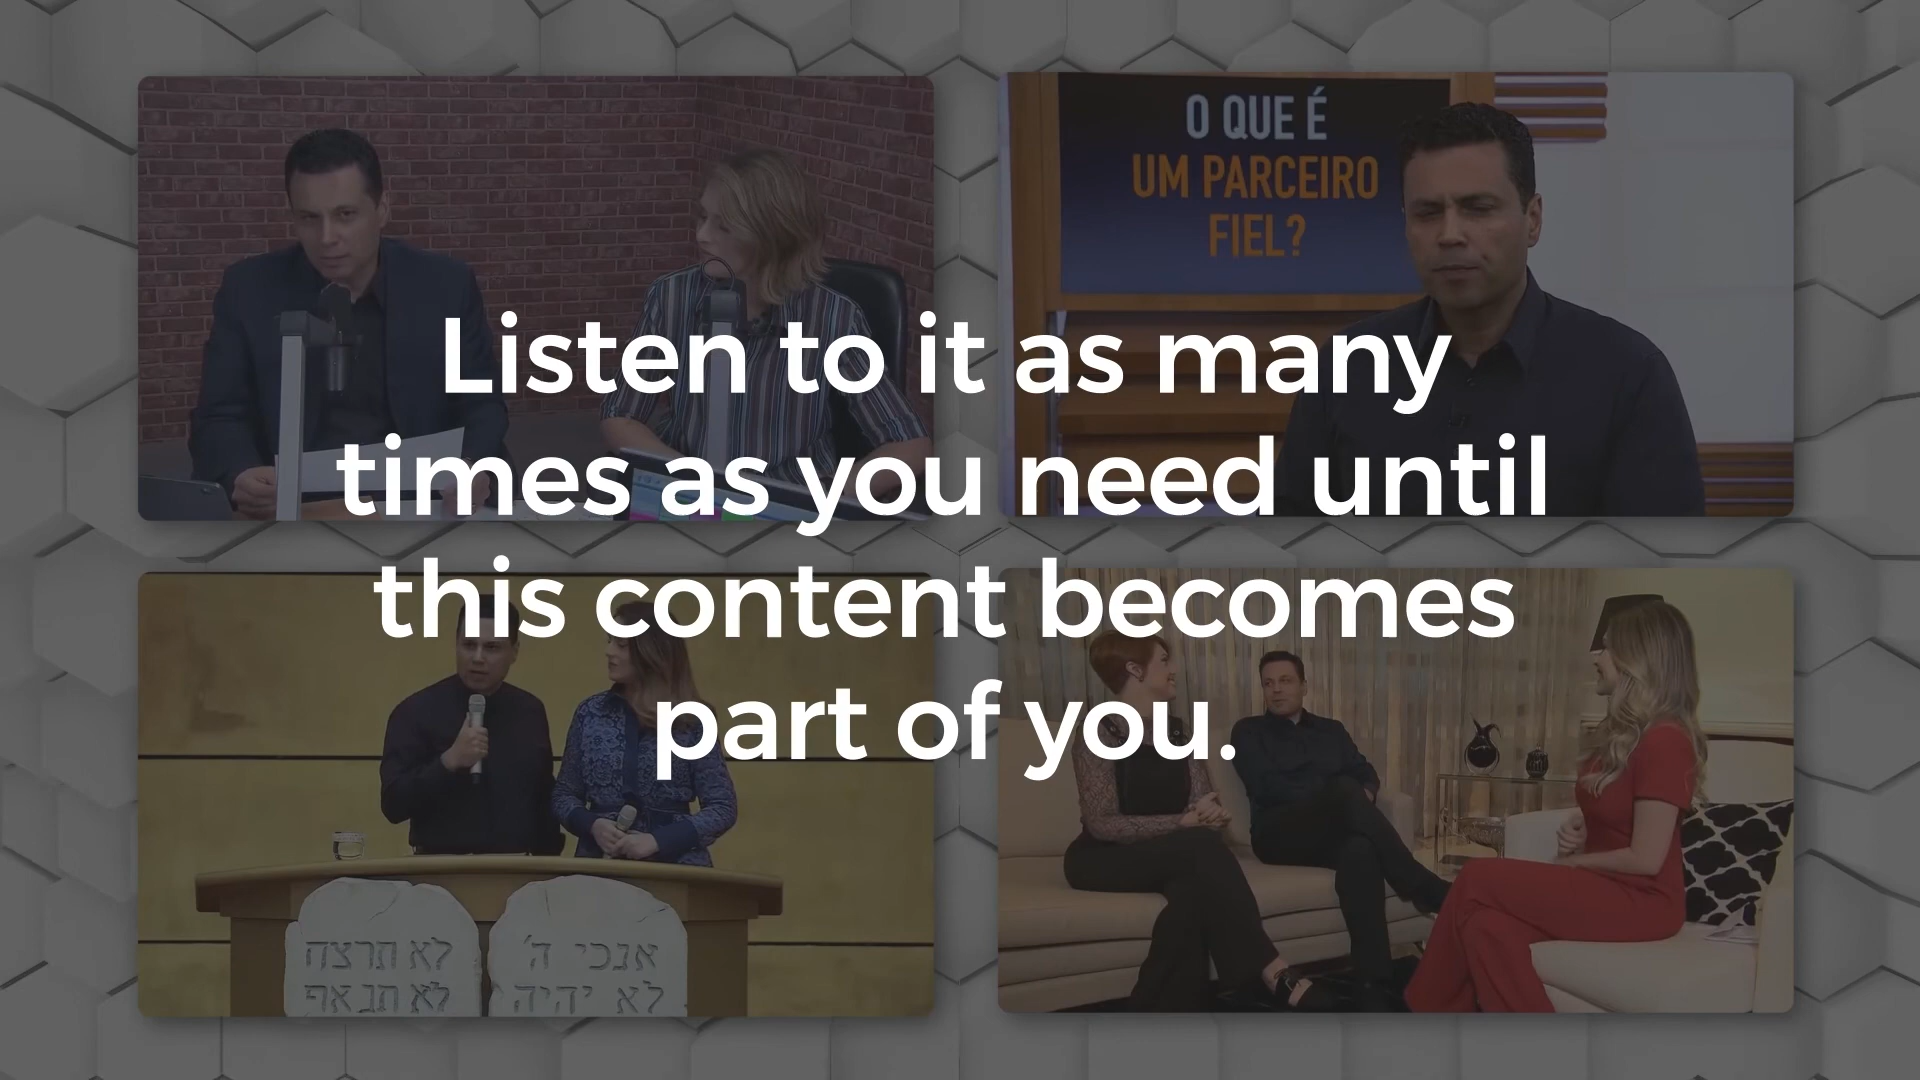 O QUE É
UM PARCEIRO
FIEL?
Listen to it as many
times as you need until
this content becomes
part of you.
אנכי ה׳
לא יהיה
לא תרצח
לא תנאף